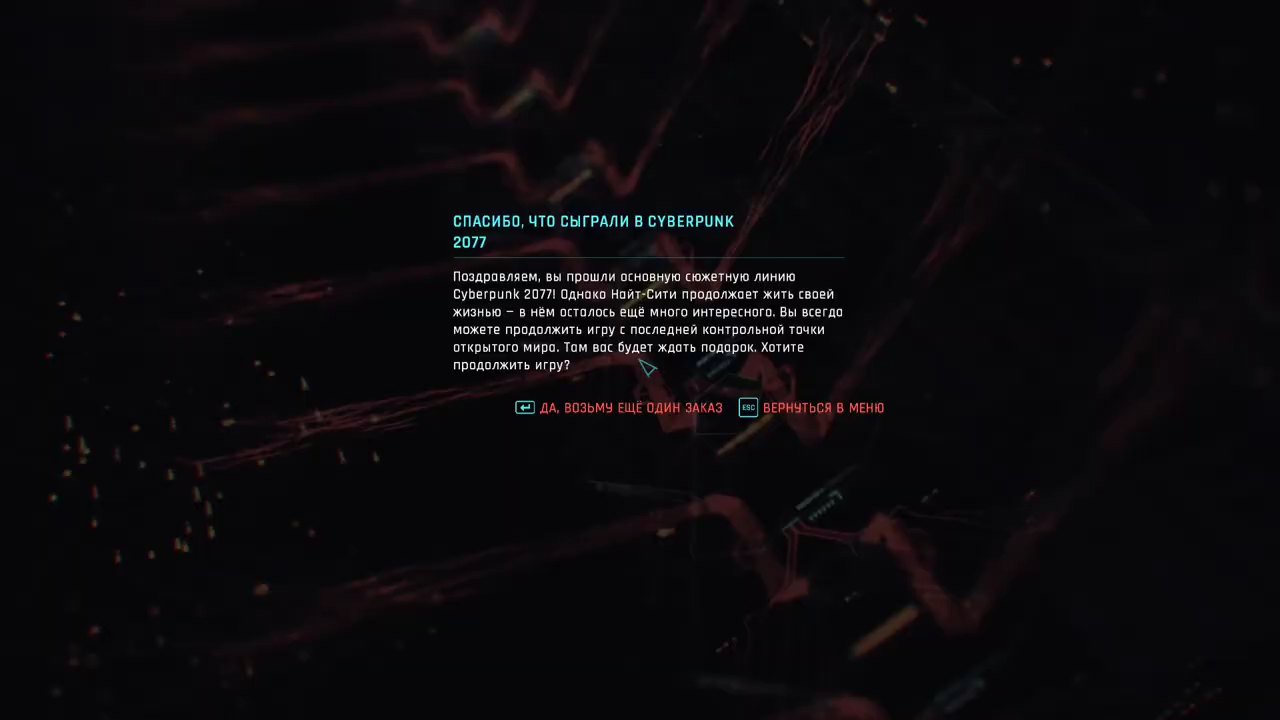 СПАСИБО, ЧТО СЫГРАЛИ В CYBERPUNK
2077
Поздравляем, вы прошли основную сюжетную линию
Cyberpunk 2077! Однако Найт-Сити продолжает жить своей
жизнью – в нём осталось ещё много интересного. Вы всегда
можете продолжить игру с последней контрольной точки
открытого мира. Там вас будет ждать подарок. Хотите
продолжить игру?
ДА, ВОЗЬМУ ЕЩЁ ОДИН ЗАКАЗ ESC ВЕРНУТЬСЯ В МЕНЮ